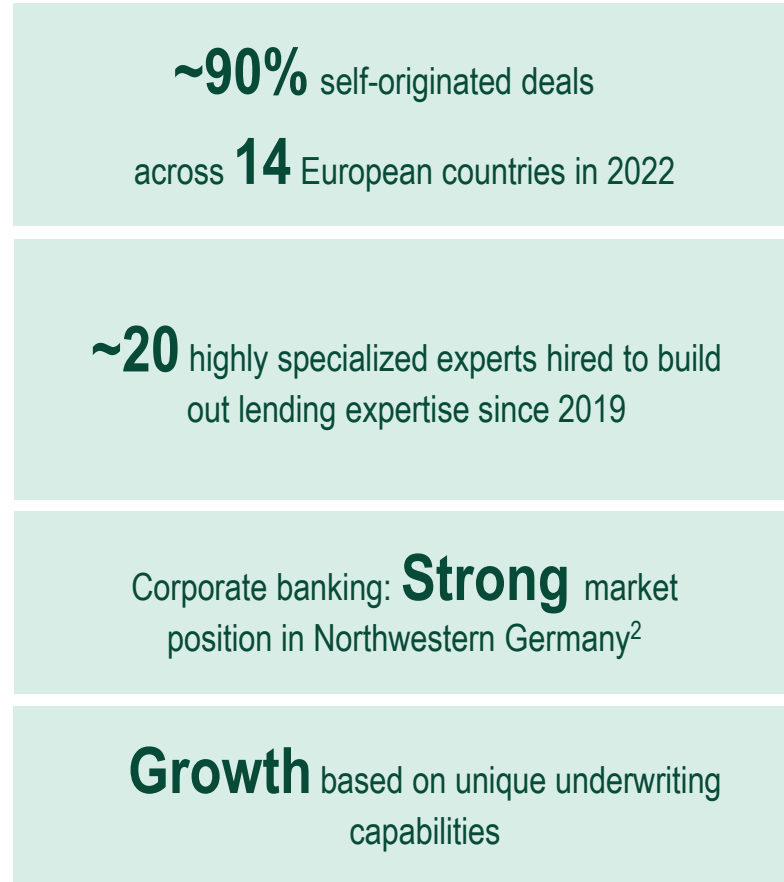 ~90% self-originated deals
across 14 European countries in 2022
~20 highly specialized experts hired to build
out lending expertise since 2019
Corporate banking: Strong market
position in Northwestern Germany²
Growth based on unique underwriting
capabilities